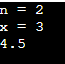 n = 2
x = 3
4.5